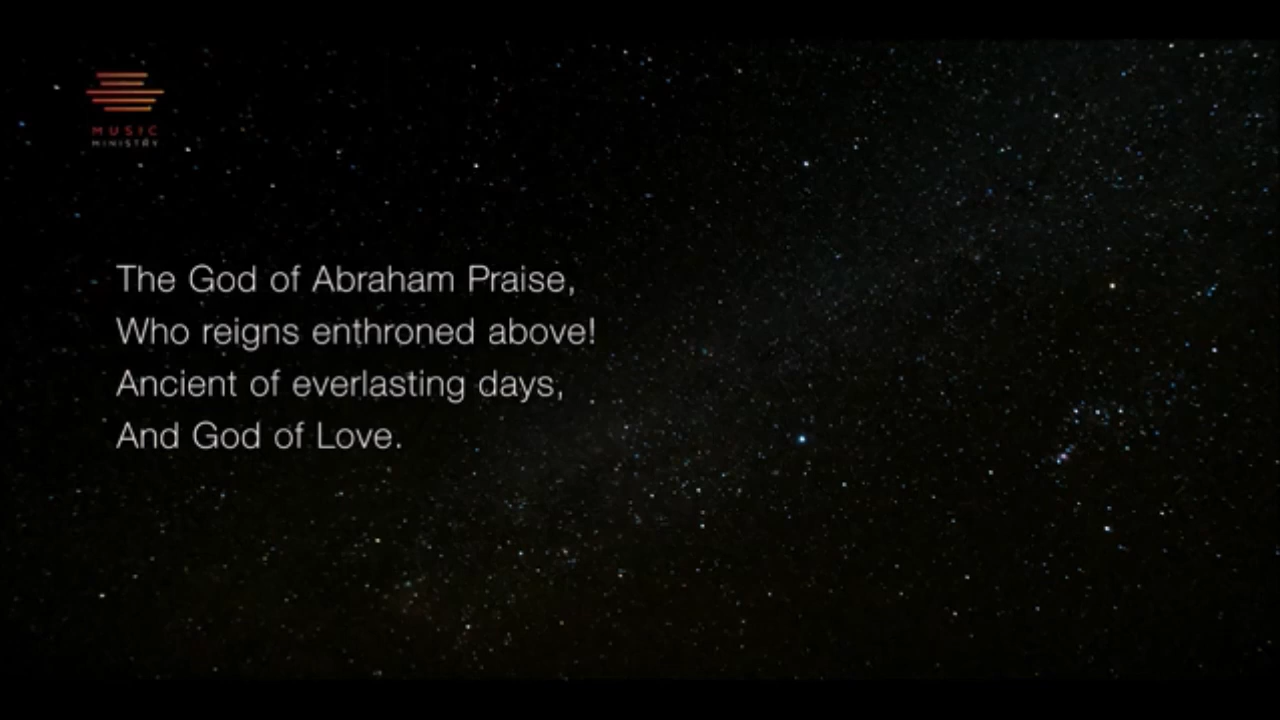 MUSIC
MINISTRY
The God of Abraham Praise,
Who reigns enthroned above!
Ancient of everlasting days,
And God of Love.